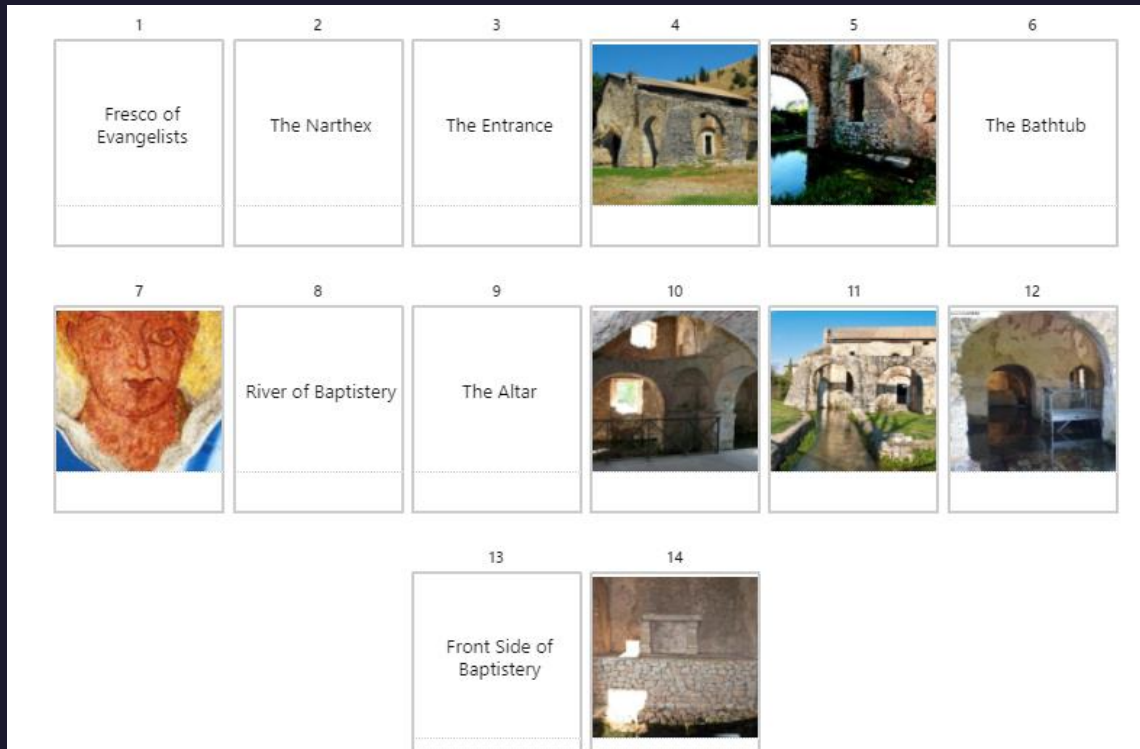 1
2
3
4
5
6
Fresco of
Evangelists
The Narthex
The Entrance
The Bathtub
7
8
9
10
11
12
River of Baptistery
The Altar
13
14
Front Side of
Baptistery